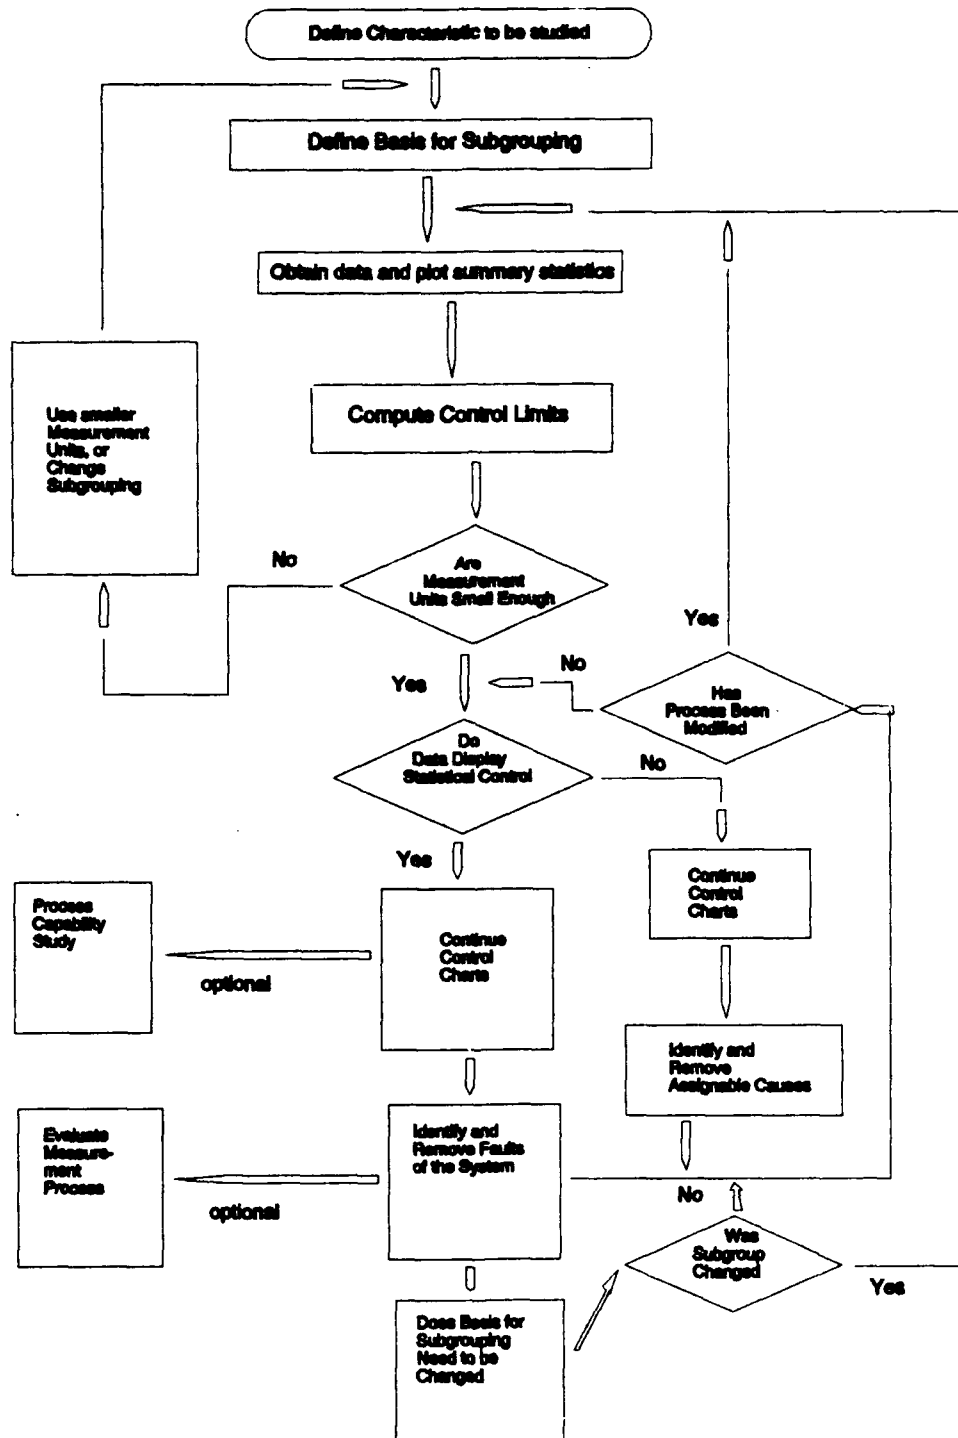 Define Characteristic to be studied
Define Basis for Subgrouping
Obtain data and plot summary statistics
Compute Control Limits
Use smaller
Measurement
Units, or
Change
Subgrouping
No
Are
Measurement
Units Small Enough
Yes
Yes
No
Has
Process Been
Modified
Do
Data Display
Statistical Control
No
Yes
Continue
Control
Charts
Process
Capability
Study
optional
Continue
Control
Charts
Identify and
Remove
Assignable Causes
Evaluate
Measure-
ment
Process
optional
Identify and
Remove Faults
of the System
No
Was
Subgroup
Changed
Yes
Does Basis for
Subgrouping
Need to be
Changed